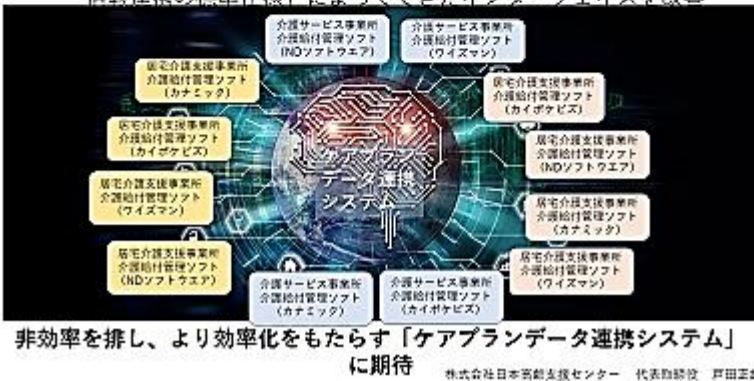 介護サービス事業所
介護給付管理ソフト
(NDソフトウエア)
介護サービス事業所
介護給付管理ソフト
(ワイズマン)
居宅介護支援事業所
介護給付管理ソフト
(カナミック)
居宅介護支援事業所
介護給付管理ソフト
(カイポケビズ)
居宅介護支援事業所
介護給付管理ソフト
(カイポケビズ)
居宅介護支援事業所
介護給付管理ソフト
(NDソフトウエア)
ケアプラン
データ連携
システム
居宅介護支援事業所
介護給付管理ソフト
(ワイズマン)
居宅介護支援事業所
介護給付管理ソフト
(カナミック)
居宅介護支援事業所
介護給付管理ソフト
(NDソフトウエア)
居宅介護支援事業所
介護給付管理ソフト
(ワイズマン)
介護サービス事業所
介護給付管理ソフト
(カナミック)
介護サービス事業所
介護給付管理ソフト
(カイポケビズ)
非効率を排し、より効率化をもたらす「ケアプランデータ連携システム」
に期待
株式会社日本高齢支援センター 代表取締役 戸田正